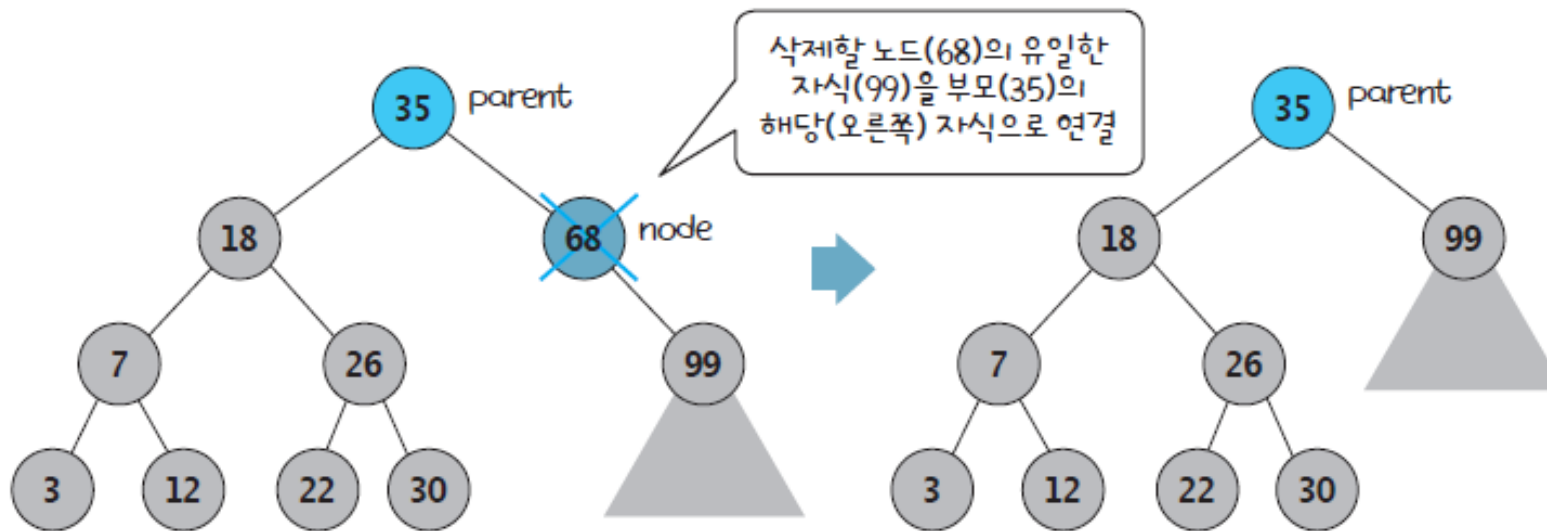 삭제할 노드(68)의 유일한
자식(99)을 부모(35)의
해당(오른쪽) 자식으로 연결
35 parent
18
68 node
7
26
99
3
12
22
30
35 parent
18
99
7
26
3
12
22
30